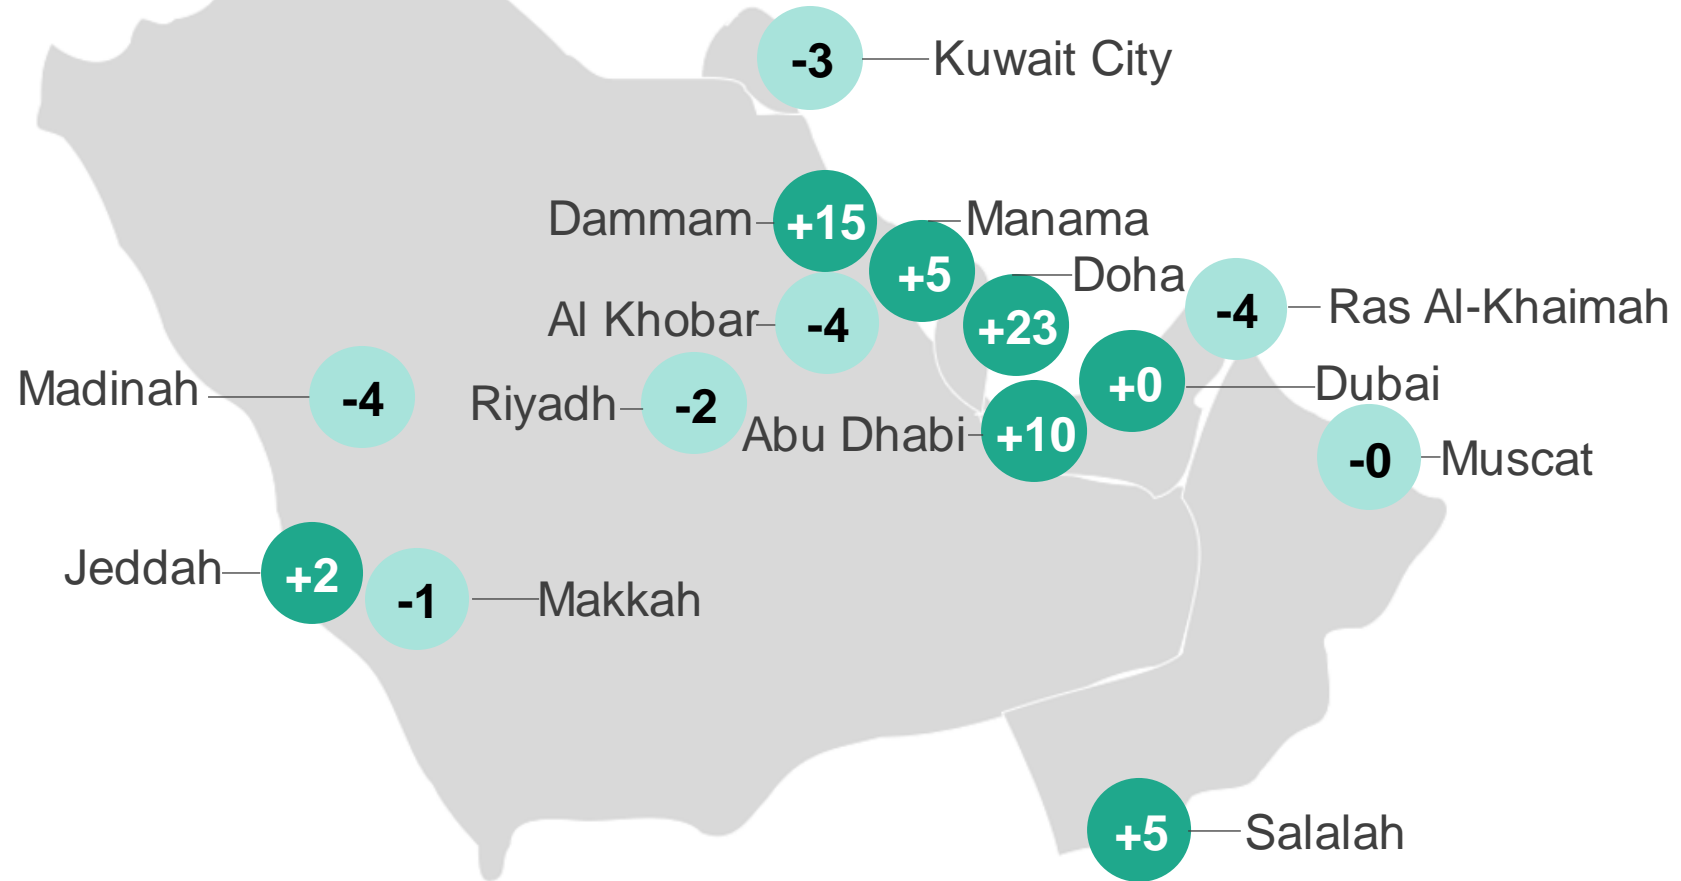 -3 Kuwait City
Dammam +15
+5 Manama
+23 Doha
Al Khobar -4
-4 Ras Al-Khaimah
+0 Dubai
Madinah -4
Riyadh -2
Abu Dhabi +10
-0 Muscat
Jeddah +2
-1 Makkah
+5 Salalah